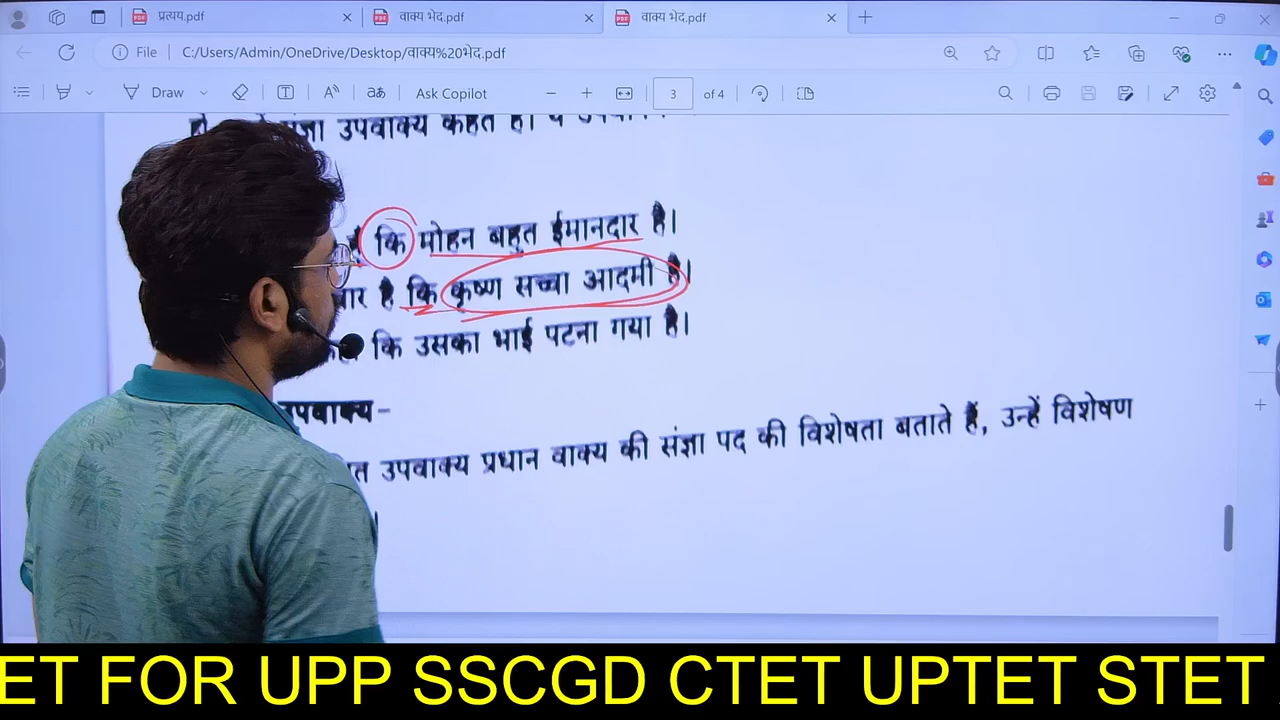 प्रत्यय.pdf
वाक्य भेद.pdf
वाक्य भेद.pdf
File C:/Users/Admin/OneDrive/Desktop/वाक्य%20भेद.pdf
Draw aあ Ask Copilot 3 of 4
उपवाक्य कहते हैं। ये
कि मोहन बहुत ईमानदार है।
है कि कृष्ण सच्चा आदमी है।
कि उसका भाई पटना गया है।
उपवाक्य-
उपवाक्य प्रधान वाक्य की संज्ञा पद की विशेषता बताते हैं, उन्हें विशेषण
ET FOR UPP SSCGD CTET UPTET STET